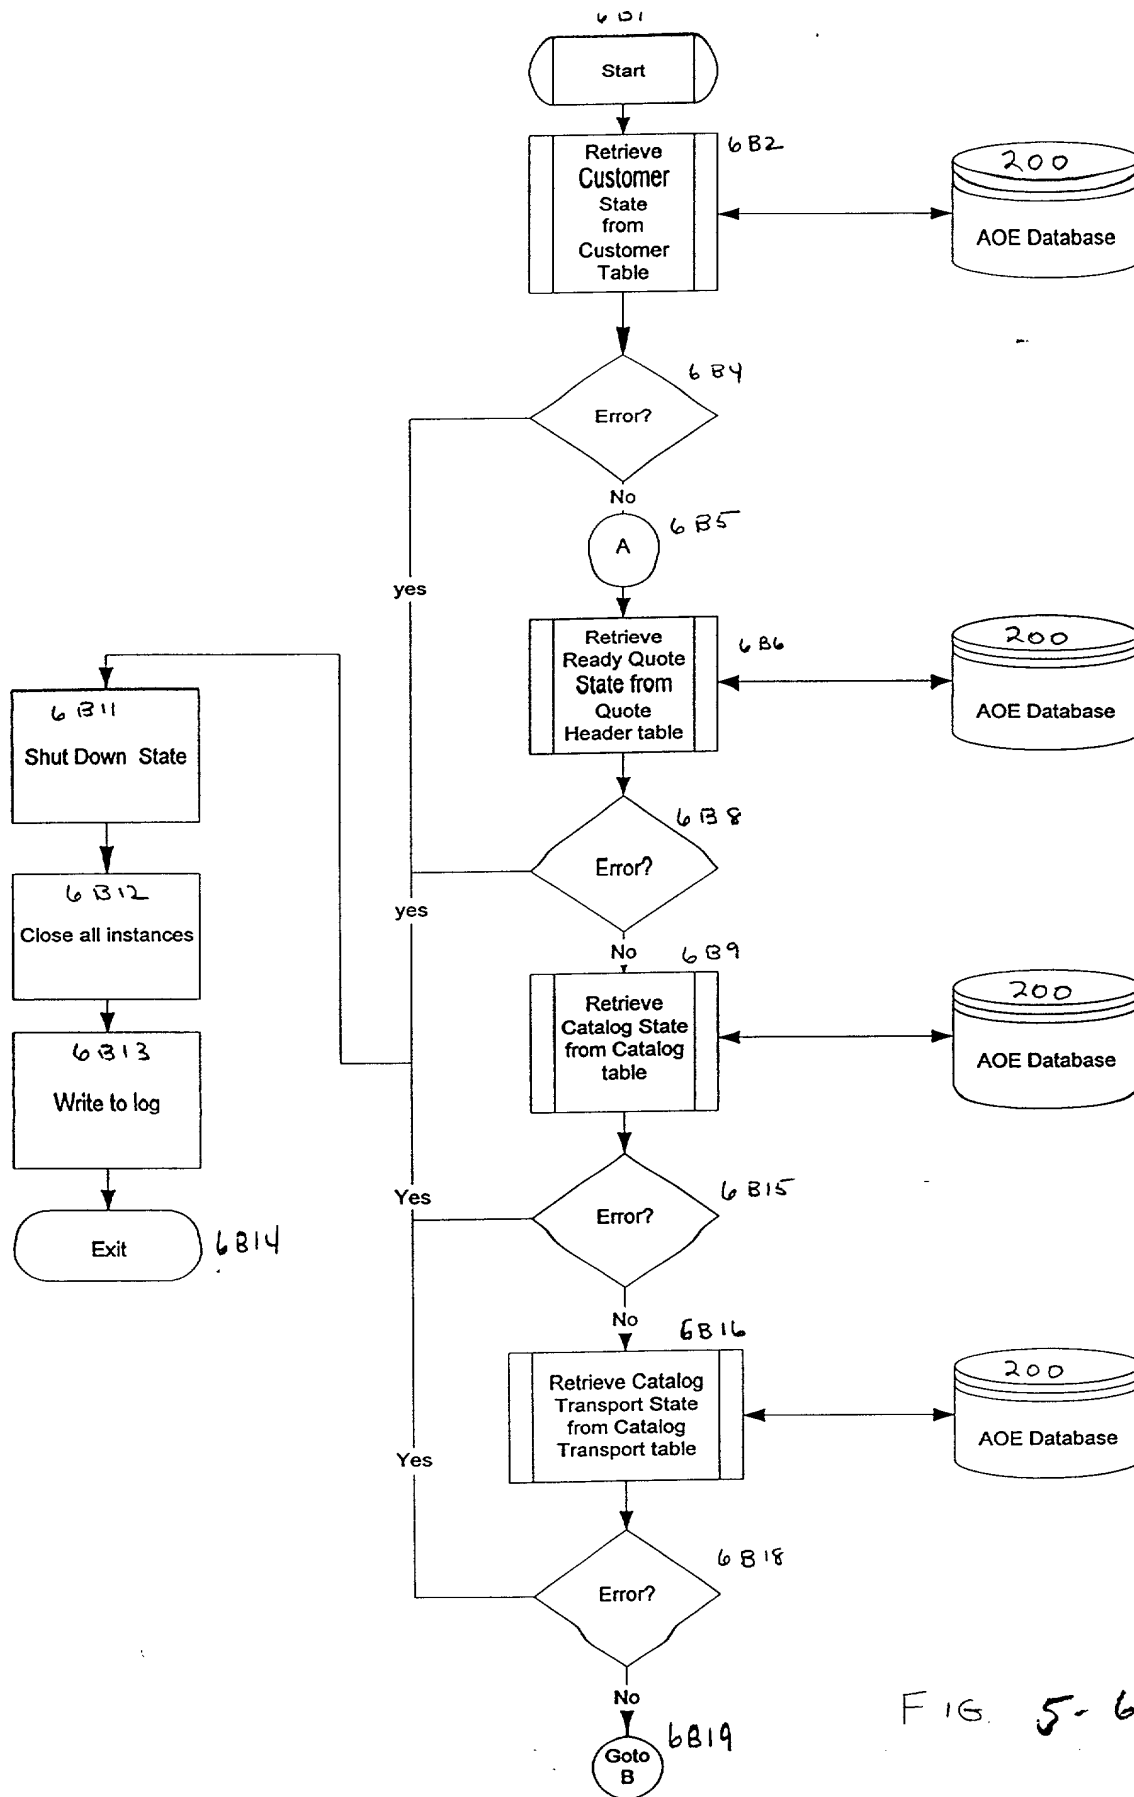 6B1
Start
Retrieve
Customer
State
from
Customer
Table
6B2
200
AOE Database
6B4
Error?
No
6B5
A
yes
Retrieve
Ready Quote
State from
Quote
Header table
6B6
200
AOE Database
6B11
Shut Down State
6B8
Error?
yes
6B12
Close all instances
No
6B9
Retrieve
Catalog State
from Catalog
table
200
AOE Database
6B13
Write to log
Yes
6B15
Error?
Exit
6B14
No
6B16
Retrieve Catalog
Transport State
from Catalog
Transport table
200
AOE Database
Yes
6B18
Error?
No
6B19
Goto
B
FIG. 5-6